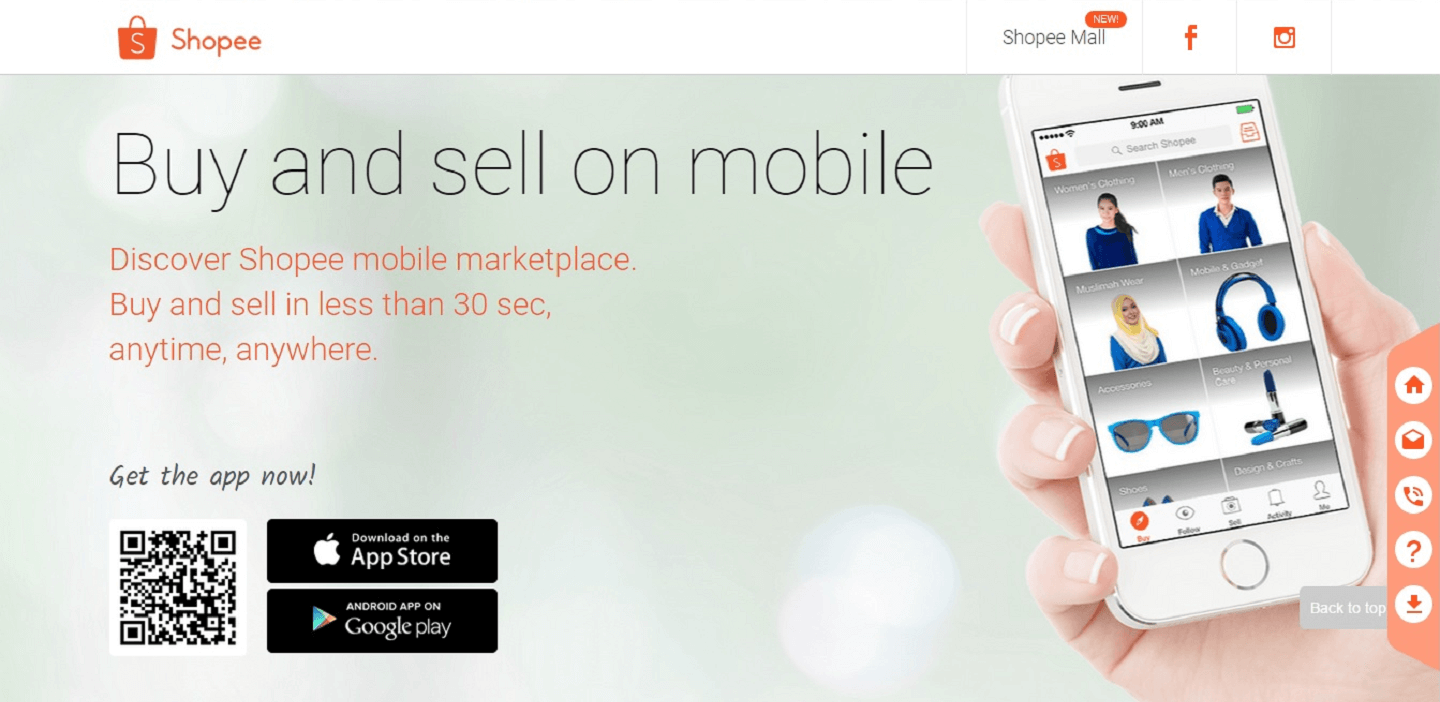 S
Shopee
Shopee Mall
NEW!
Buy and sell on mobile
Discover Shopee mobile marketplace.
Buy and sell in less than 30 sec,
anytime, anywhere.
Get the app now!
Download on the
App Store
ANDROID APP ON
Google play
9:00 AM
S
Search Shopee
Women's Clothing
Men's Clothing
Muslimah Wear
Mobile & Gadget
Accessories
Beauty & Personal
Care
Shoes
Design & Crafts
Buy
Follow
Sell
Activity
Me
?
Back to top